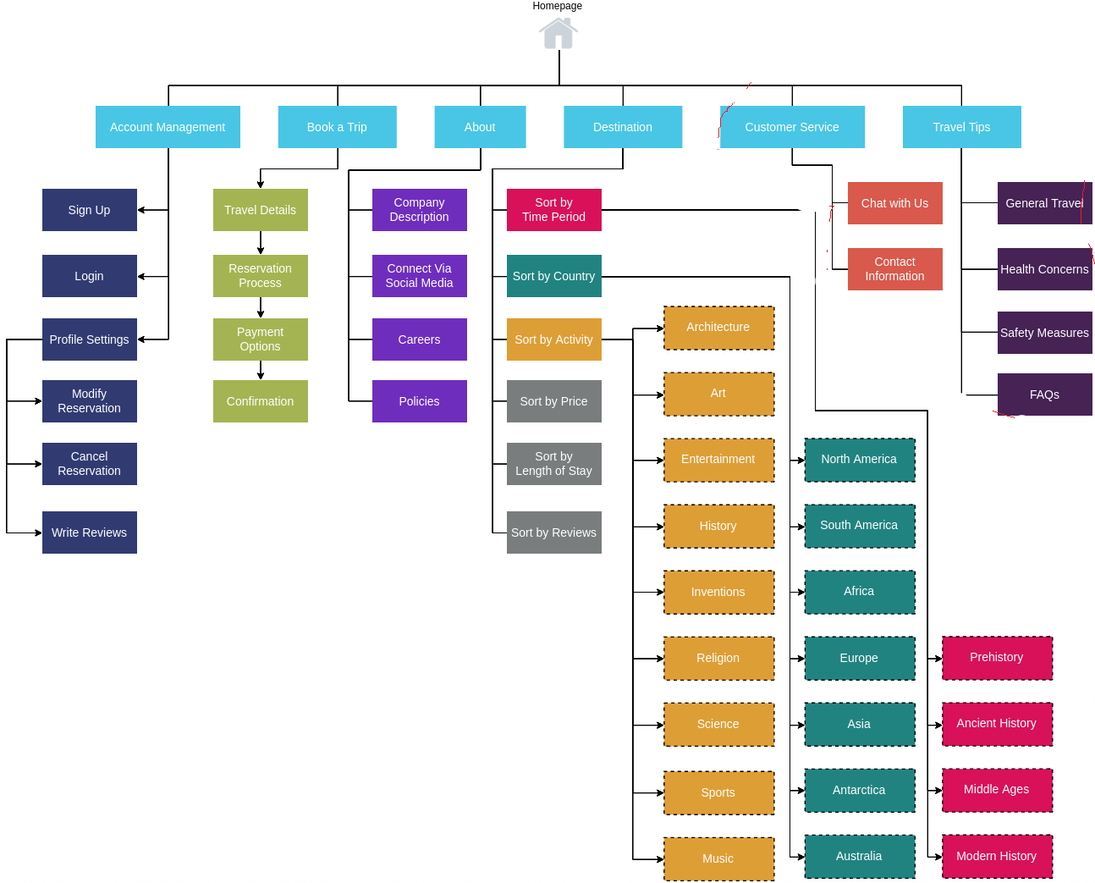 Homepage
Account Management
Book a Trip
About
Destination
Customer Service
Travel Tips
Sign Up
Login
Profile Settings
Modify
Reservation
Cancel
Reservation
Write Reviews
Travel Details
Reservation
Process
Payment
Options
Confirmation
Company
Description
Connect Via
Social Media
Careers
Policies
Sort by
Time Period
Sort by Country
Sort by Activity
Sort by Price
Sort by
Length of Stay
Sort by Reviews
Architecture
Art
Entertainment
History
Inventions
Religion
Science
Sports
Music
North America
South America
Africa
Europe
Asia
Antarctica
Australia
Prehistory
Ancient History
Middle Ages
Modern History
Chat with Us
Contact
Information
General Travel
Health Concerns
Safety Measures
FAQs